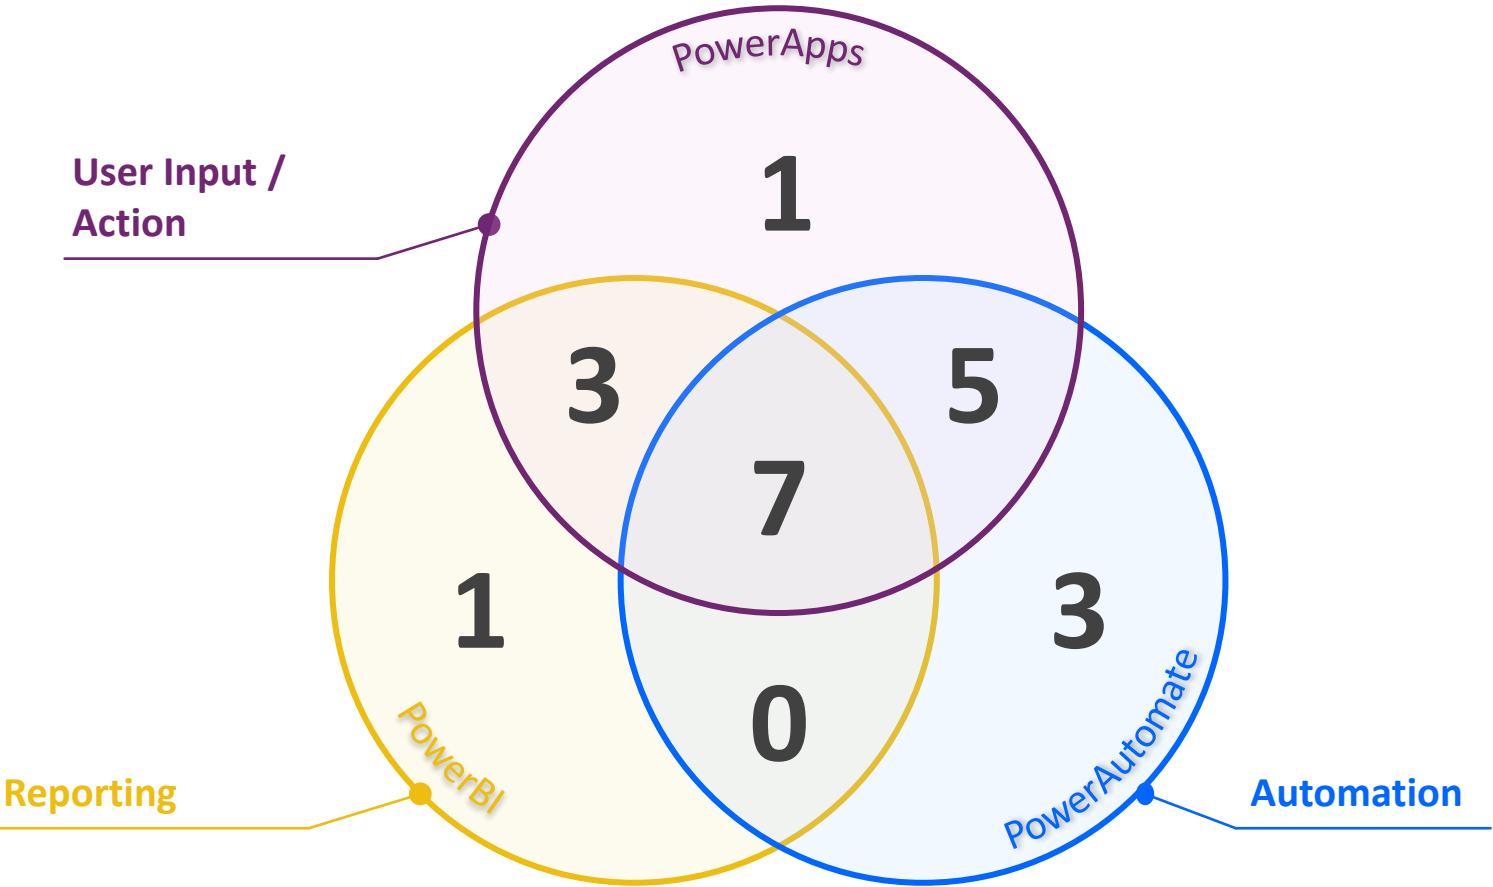 PowerApps
1
User Input /
Action
3
5
7
1
3
0
PowerBI
PowerAutomate
Reporting
Automation